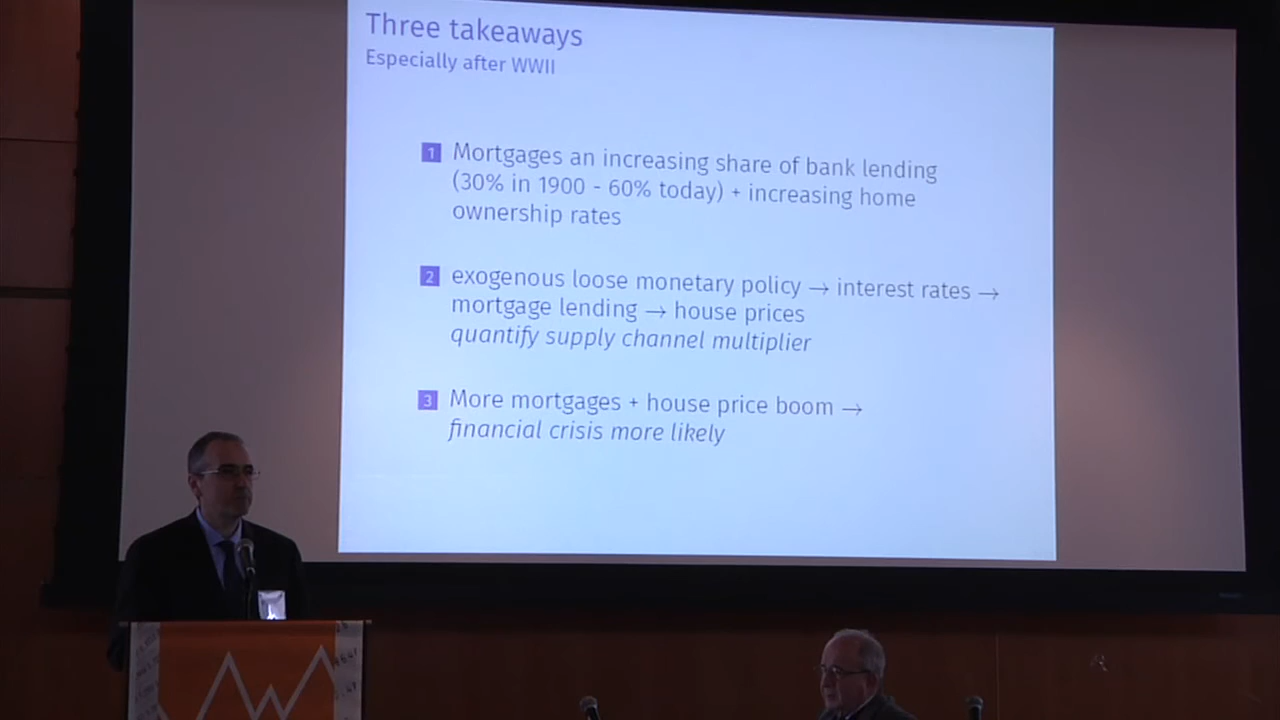 Three takeaways
Especially after WWII
1 Mortgages an increasing share of bank lending
(30% in 1900 - 60% today) + increasing home
ownership rates
2 exogenous loose monetary policy → interest rates →
mortgage lending → house prices
quantify supply channel multiplier
3 More mortgages + house price boom →
financial crisis more likely